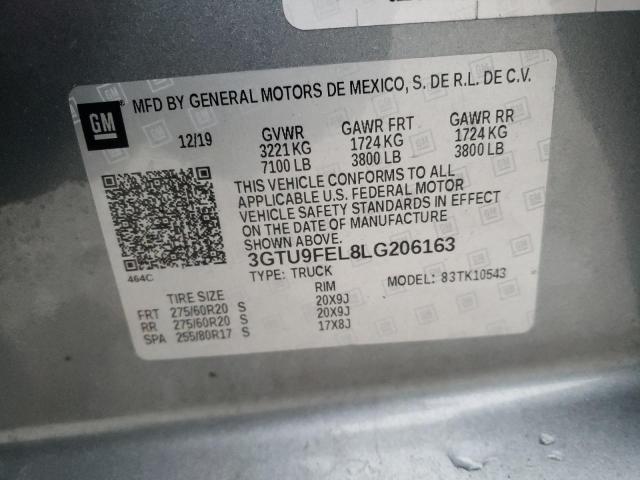 GM
MFD BY GENERAL MOTORS DE MEXICO, S. DE R.L. DE C.V.
12/19 GVWR GAWR FRT GAWR RR
3221 KG 1724 KG 1724 KG
7100 LB 3800 LB 3800 LB
THIS VEHICLE CONFORMS TO ALL
APPLICABLE U.S. FEDERAL MOTOR
VEHICLE SAFETY STANDARDS IN EFFECT
ON THE DATE OF MANUFACTURE
SHOWN ABOVE.
3GTU9FEL8LG206163
464C
TYPE: TRUCK MODEL: 83TK10543
TIRE SIZE RIM
FRT 275/60R20 S 20X9J
RR 275/60R20 S 20X9J
SPA 255/80R17 S 17X8J